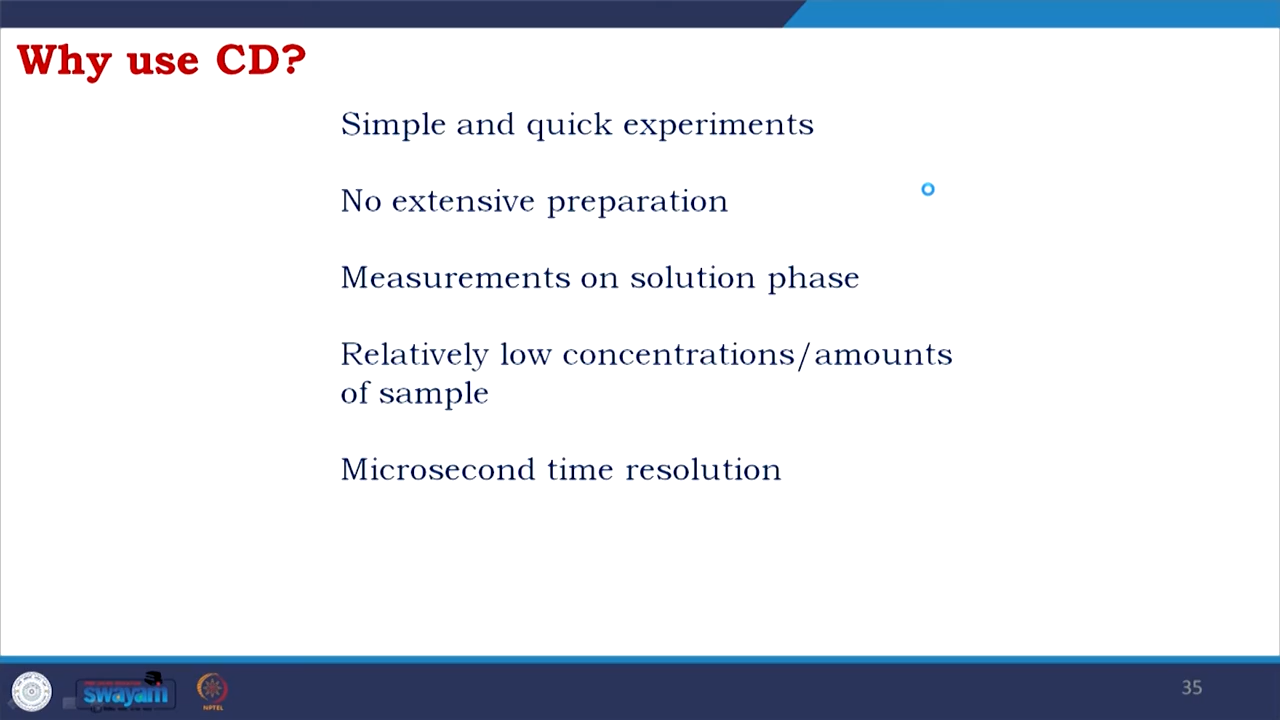 Why use CD?
Simple and quick experiments
No extensive preparation
Measurements on solution phase
Relatively low concentrations/amounts
of sample
Microsecond time resolution
swayam
NPTEL
35